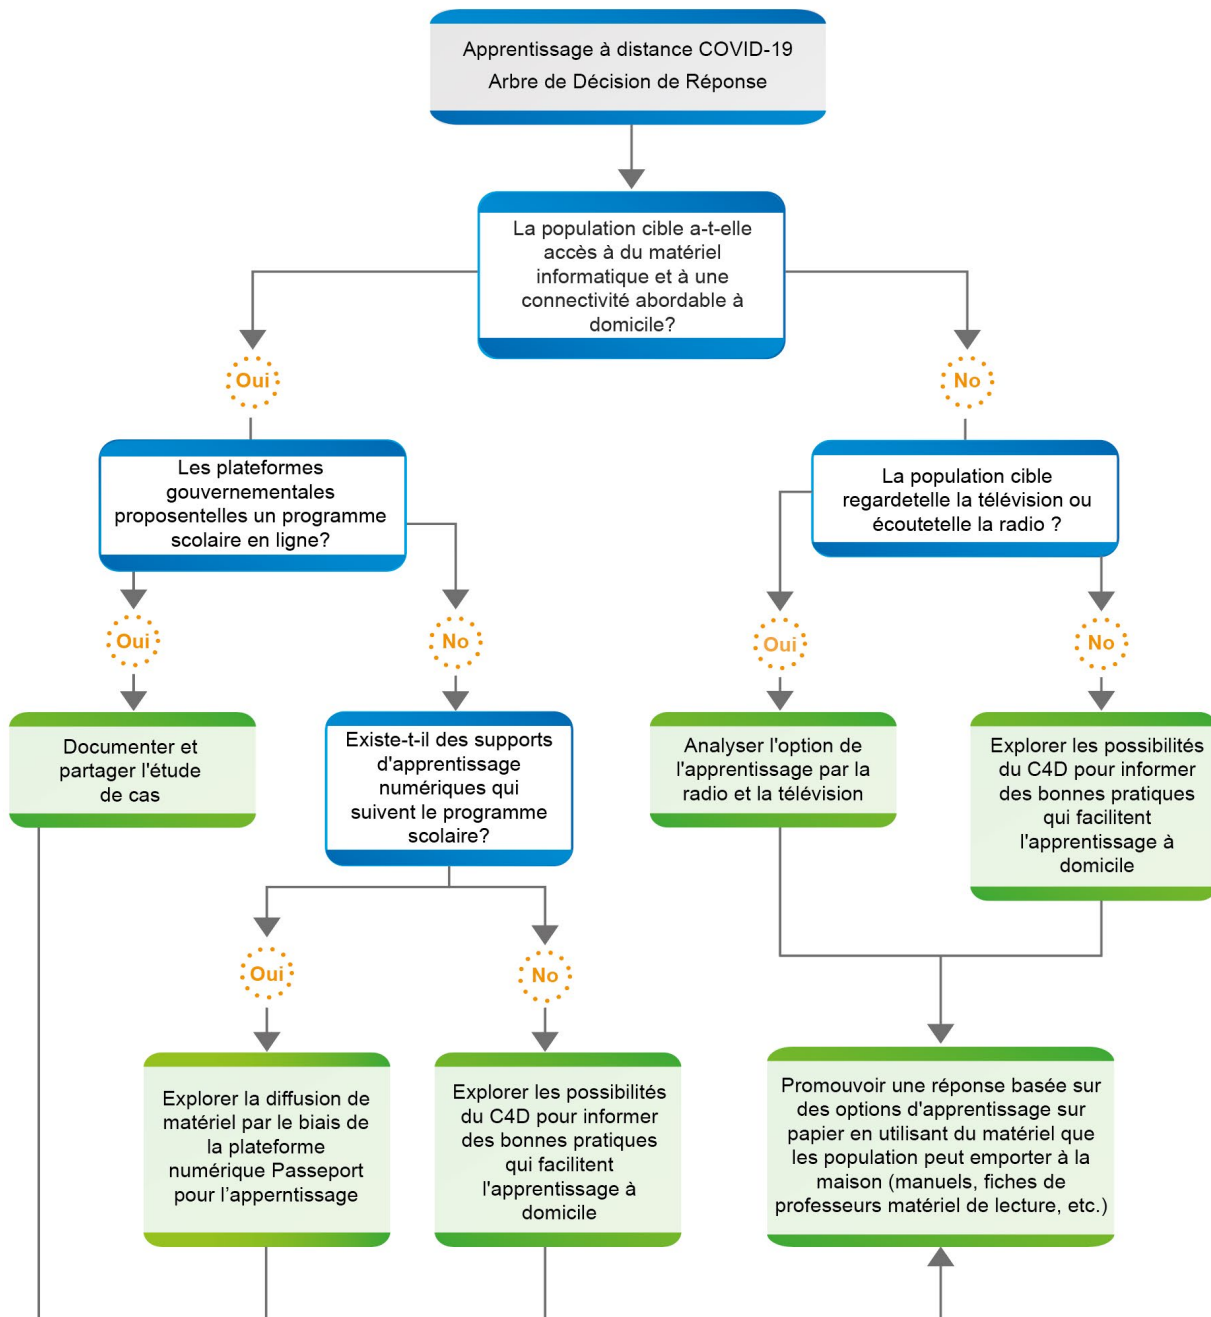 Apprentissage à distance COVID-19
Arbre de Décision de Réponse
La population cible a-t-elle
accès à du matériel
informatique et à une
connectivité abordable à
domicile?
Oui
No
Les plateformes
gouvernementales
proposentelles un programme
scolaire en ligne?
La population cible
regardetelle la télévision ou
écoutetelle la radio ?
Oui
No
Oui
No
Documenter et
partager l'étude
de cas
Existe-t-il des supports
d'apprentissage
numériques qui
suivent le programme
scolaire?
Analyser l'option de
l'apprentissage par la
radio et la télévision
Explorer les possibilités
du C4D pour informer
des bonnes pratiques
qui facilitent
l'apprentissage à
domicile
Oui
No
Explorer la diffusion de
matériel par le biais de
la plateforme
numérique Passeport
pour l’apperntissage
Explorer les possibilités
du C4D pour informer
des bonnes pratiques
qui facilitent
l'apprentissage à
domicile
Promouvoir une réponse basée sur
des options d'apprentissage sur
papier en utilisant du matériel que
les population peut emporter à la
maison (manuels, fiches de
professeurs matériel de lecture, etc.)